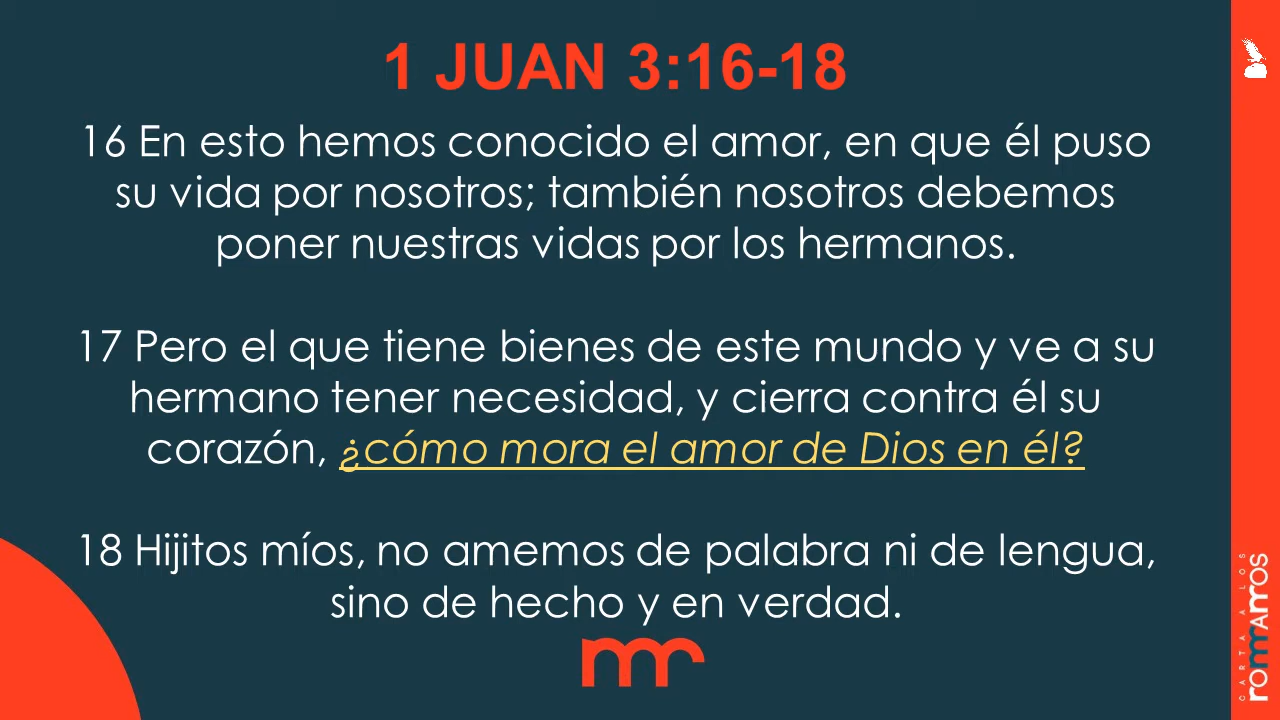 1 JUAN 3:16-18
16 En esto hemos conocido el amor, en que él puso
su vida por nosotros; también nosotros debemos
poner nuestras vidas por los hermanos.
17 Pero el que tiene bienes de este mundo y ve a su
hermano tener necesidad, y cierra contra él su
corazón, ¿cómo mora el amor de Dios en él?
18 Hijitos míos, no amemos de palabra ni de lengua,
sino de hecho y en verdad.
CARTA A LOS
romanos